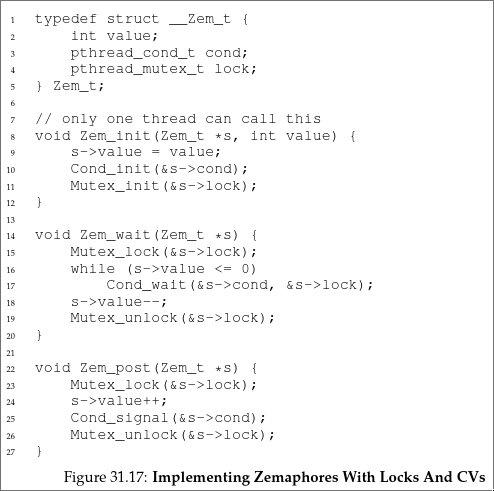 1 typedef struct __Zem_t {
2     int value;
3     pthread_cond_t cond;
4     pthread_mutex_t lock;
5 } Zem_t;
6
7 // only one thread can call this
8 void Zem_init(Zem_t *s, int value) {
9     s->value = value;
10     Cond_init(&s->cond);
11     Mutex_init(&s->lock);
12 }
13
14 void Zem_wait(Zem_t *s) {
15     Mutex_lock(&s->lock);
16     while (s->value <= 0)
17         Cond_wait(&s->cond, &s->lock);
18     s->value--;
19     Mutex_unlock(&s->lock);
20 }
21
22 void Zem_post(Zem_t *s) {
23     Mutex_lock(&s->lock);
24     s->value++;
25     Cond_signal(&s->cond);
26     Mutex_unlock(&s->lock);
27 }
Figure 31.17: Implementing Zemaphores With Locks And CVs